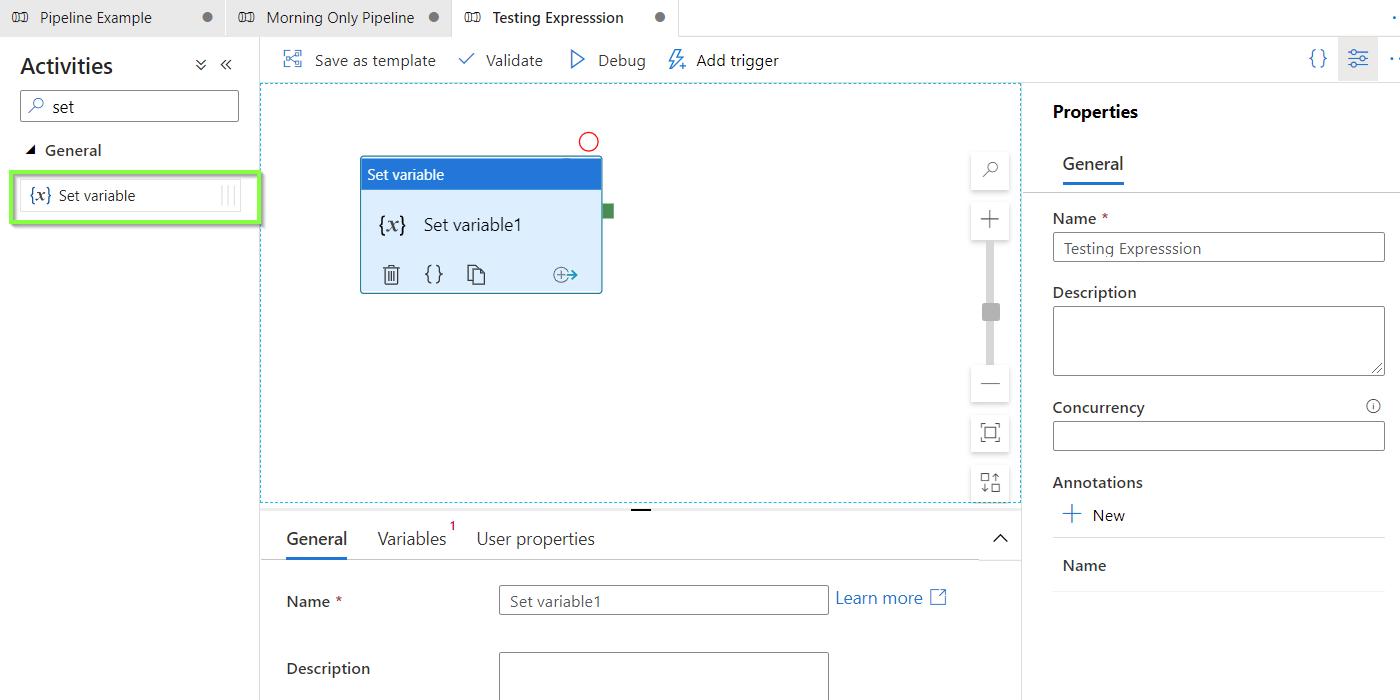 Pipeline Example
Morning Only Pipeline
Testing Expresssion
Activities
set
General
{x} Set variable
Save as template
Validate
Debug
Add trigger
{}
Set variable
{x} Set variable1
{}
General
Variables 1
User properties
Name *
Set variable1
Learn more
Description
Properties
General
Name *
Testing Expresssion
Description
Concurrency
Annotations
New
Name